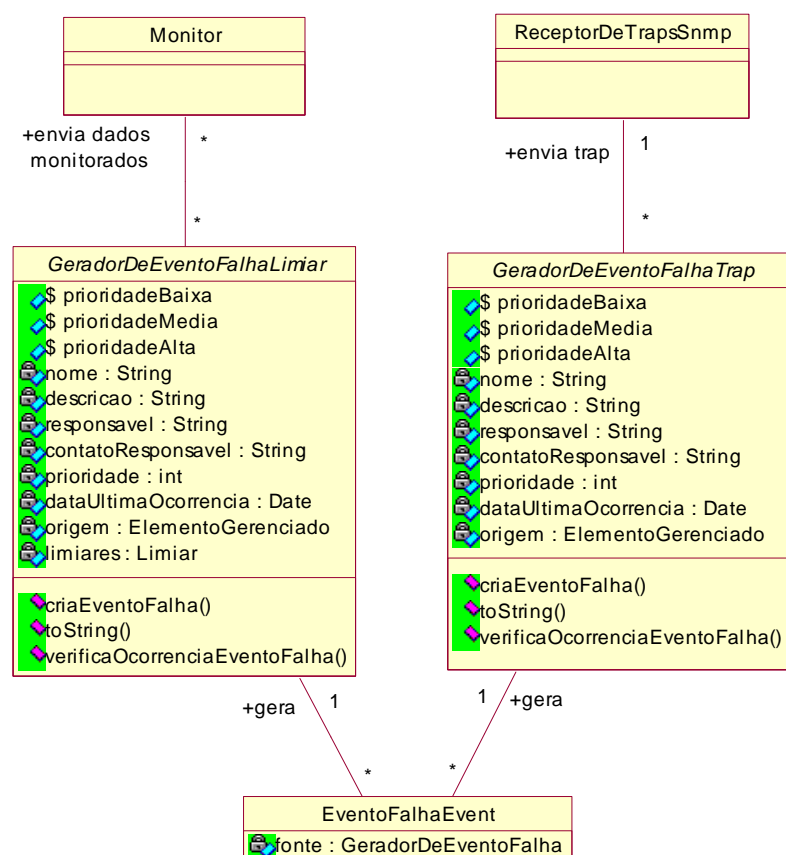 Monitor
ReceptorDeTrapsSnmp
+envia dados
monitorados
*
*
+envia trap
1
*
GeradorDeEventoFalhaLimiar
$ prioridadeBaixa
$ prioridadeMedia
$ prioridadeAlta
nome : String
descricao : String
responsavel : String
contatoResponsavel : String
prioridade : int
dataUltimaOcorrencia : Date
origem : ElementoGerenciado
limiares : Limiar
criaEventoFalha()
toString()
verificaOcorrenciaEventoFalha()
GeradorDeEventoFalhaTrap
$ prioridadeBaixa
$ prioridadeMedia
$ prioridadeAlta
nome : String
descricao : String
responsavel : String
contatoResponsavel : String
prioridade : int
dataUltimaOcorrencia : Date
origem : ElementoGerenciado
criaEventoFalha()
toString()
verificaOcorrenciaEventoFalha()
+gera
1
*
1
+gera
*
EventoFalhaEvent
fonte : GeradorDeEventoFalha